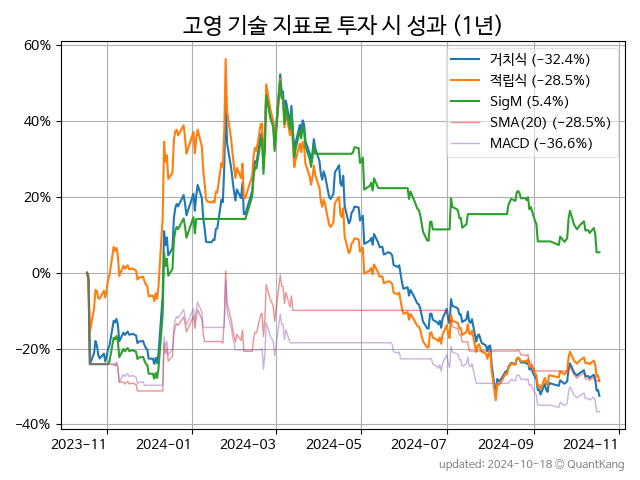 고영 기술 지표로 투자 시 성과 (1년)
60%
40%
20%
0%
−20%
−40%
거치식 (−32.4%)
적립식 (−28.5%)
SigM (5.4%)
SMA(20) (−28.5%)
MACD (−36.6%)
2023-11
2024-01
2024-03
2024-05
2024-07
2024-09
2024-11
updated: 2024-10-18 © QuantKang